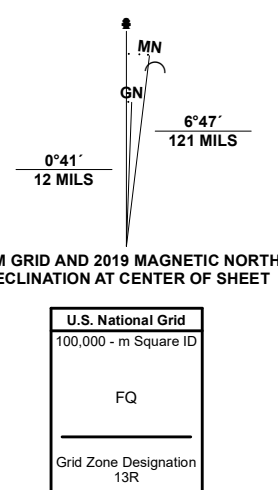 MN
GN
6°47´
121 MILS
0°41´
12 MILS
M GRID AND 2019 MAGNETIC NORTH
ECLINATION AT CENTER OF SHEET
U.S. National Grid
100,000 - m Square ID
FQ
Grid Zone Designation
13R